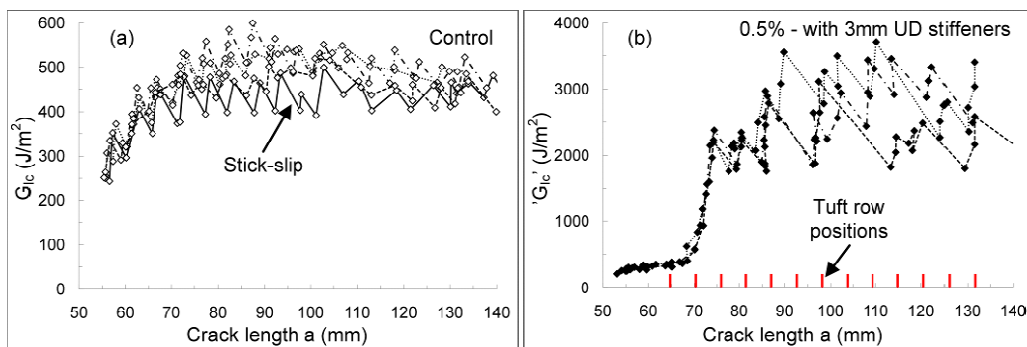 (a)
Control
600
500
400
300
200
100
0
G_Ic (J/m²)
Stick-slip
50 60 70 80 90 100 110 120 130 140
Crack length a (mm)
(b)
0.5% - with 3mm UD stiffeners
4000
3000
2000
1000
0
'G_Ic' (J/m²)
Tuft row
positions
50 60 70 80 90 100 110 120 130 140
Crack length a (mm)